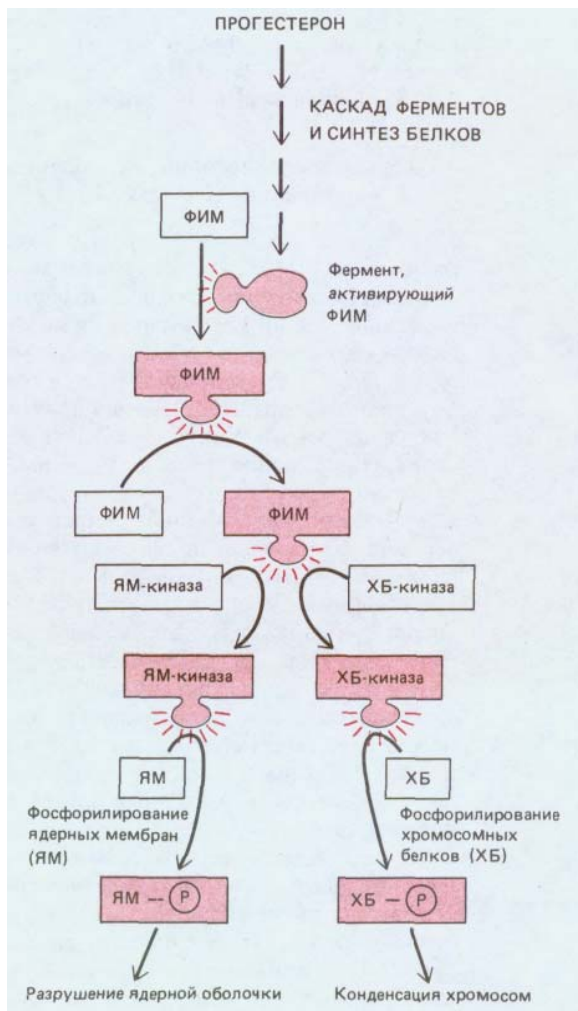 ПРОГЕСТЕРОН
КАСКАД ФЕРМЕНТОВ
И СИНТЕЗ БЕЛКОВ
ФИМ
Фермент,
активирующий
ФИМ
ФИМ
ФИМ
ФИМ
ЯМ-киназа
ХБ-киназа
ЯМ-киназа
ХБ-киназа
ЯМ
ХБ
Фосфорилирование
ядерных мембран
(ЯМ)
Фосфорилирование
хромосомных
белков (ХБ)
ЯМ — P
ХБ — P
Разрушение ядерной оболочки
Конденсация хромосом